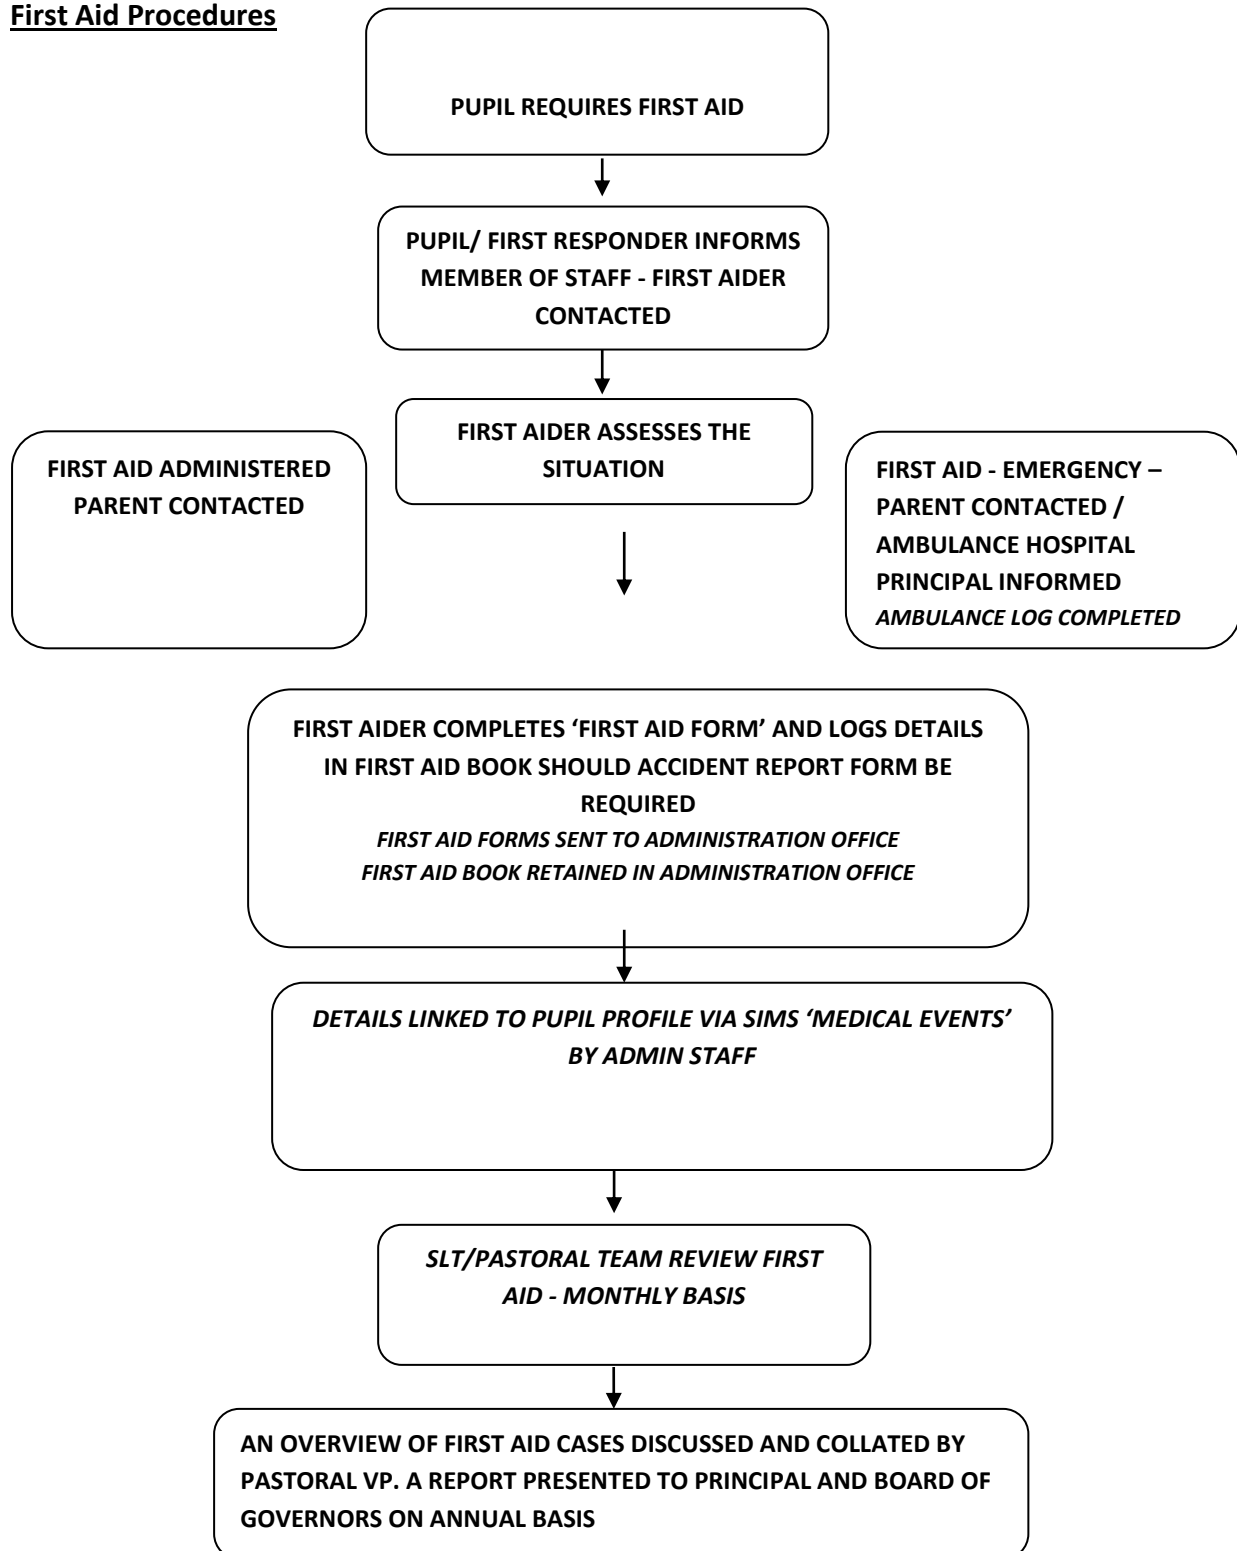 First Aid Procedures
PUPIL REQUIRES FIRST AID
PUPIL/ FIRST RESPONDER INFORMS
MEMBER OF STAFF - FIRST AIDER
CONTACTED
FIRST AIDER ASSESSES THE
SITUATION
FIRST AID ADMINISTERED
PARENT CONTACTED
FIRST AID - EMERGENCY –
PARENT CONTACTED /
AMBULANCE HOSPITAL
PRINCIPAL INFORMED
AMBULANCE LOG COMPLETED
FIRST AIDER COMPLETES ‘FIRST AID FORM’ AND LOGS DETAILS
IN FIRST AID BOOK SHOULD ACCIDENT REPORT FORM BE
REQUIRED
FIRST AID FORMS SENT TO ADMINISTRATION OFFICE
FIRST AID BOOK RETAINED IN ADMINISTRATION OFFICE
DETAILS LINKED TO PUPIL PROFILE VIA SIMS ‘MEDICAL EVENTS’
BY ADMIN STAFF
SLT/PASTORAL TEAM REVIEW FIRST
AID - MONTHLY BASIS
AN OVERVIEW OF FIRST AID CASES DISCUSSED AND COLLATED BY
PASTORAL VP. A REPORT PRESENTED TO PRINCIPAL AND BOARD OF
GOVERNORS ON ANNUAL BASIS